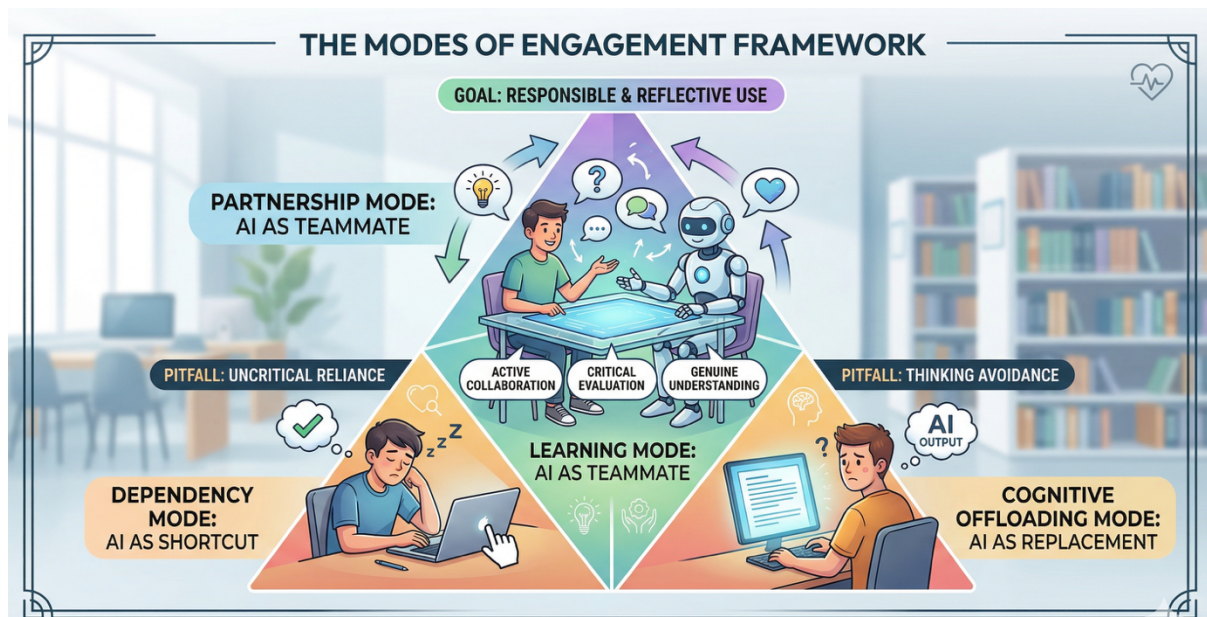 THE MODES OF ENGAGEMENT FRAMEWORK
GOAL: RESPONSIBLE & REFLECTIVE USE
PARTNERSHIP MODE:
AI AS TEAMMATE
?
ACTIVE
COLLABORATION
CRITICAL
EVALUATION
GENUINE
UNDERSTANDING
PITFALL: UNCRITICAL RELIANCE
PITFALL: THINKING AVOIDANCE
z z Z
LEARNING MODE:
AI AS TEAMMATE
?
AI
OUTPUT
DEPENDENCY
MODE:
AI AS SHORTCUT
COGNITIVE
OFFLOADING MODE:
AI AS REPLACEMENT